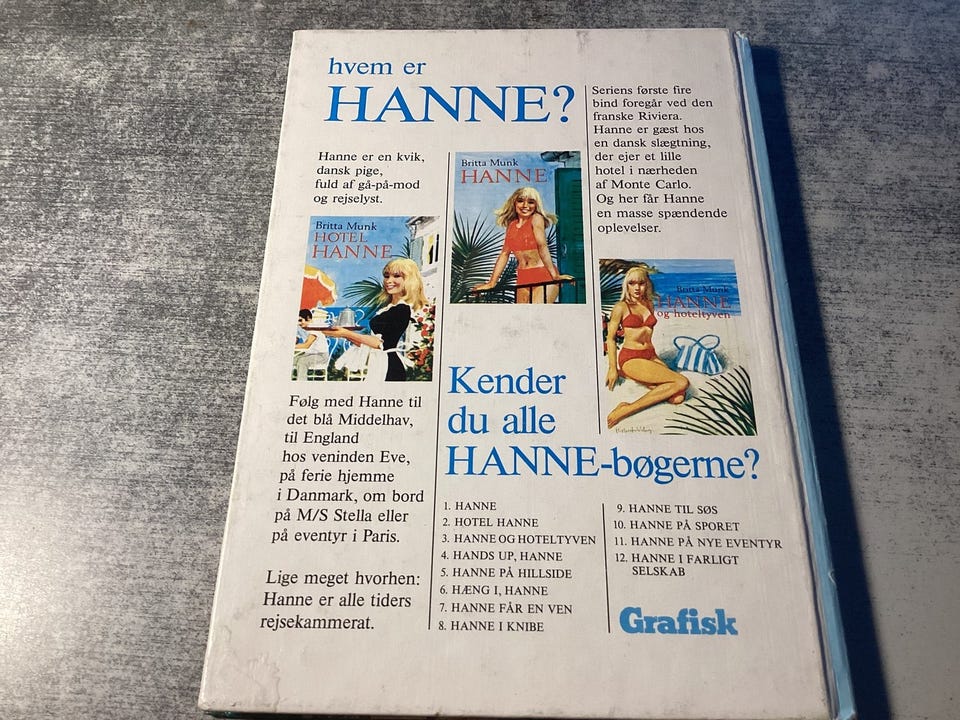 hvem er
HANNE?
Hanne er en kvik,
dansk pige,
fuld af gå-på-mod
og rejselyst.
Britta Munk
HOTEL
HANNE
Følg med Hanne til
det blå Middelhav,
til England
hos veninden Eve,
på ferie hjemme
i Danmark, om bord
på M/S Stella eller
på eventyr i Paris.
Lige meget hvorhen:
Hanne er alle tiders
rejsekammerat.
Britta Munk
HANNE
Seriens første fire
bind foregår ved den
franske Riviera.
Hanne er gæst hos
en dansk slægtning,
der ejer et lille
hotel i nærheden
af Monte Carlo.
Og her får Hanne
en masse spændende
oplevelser.
Britta Munk
HANNE
og hoteltyven
Kender
du alle
HANNE-bøgerne?
1. HANNE
2. HOTEL HANNE
3. HANNE OG HOTELTYVEN
4. HANDS UP, HANNE
5. HANNE PÅ HILLSIDE
6. HÆNG I, HANNE
7. HANNE FÅR EN VEN
8. HANNE I KNIBE
9. HANNE TIL SØS
10. HANNE PÅ SPORET
11. HANNE PÅ NYE EVENTYR
12. HANNE I FARLIGT
SELSKAB
Grafisk